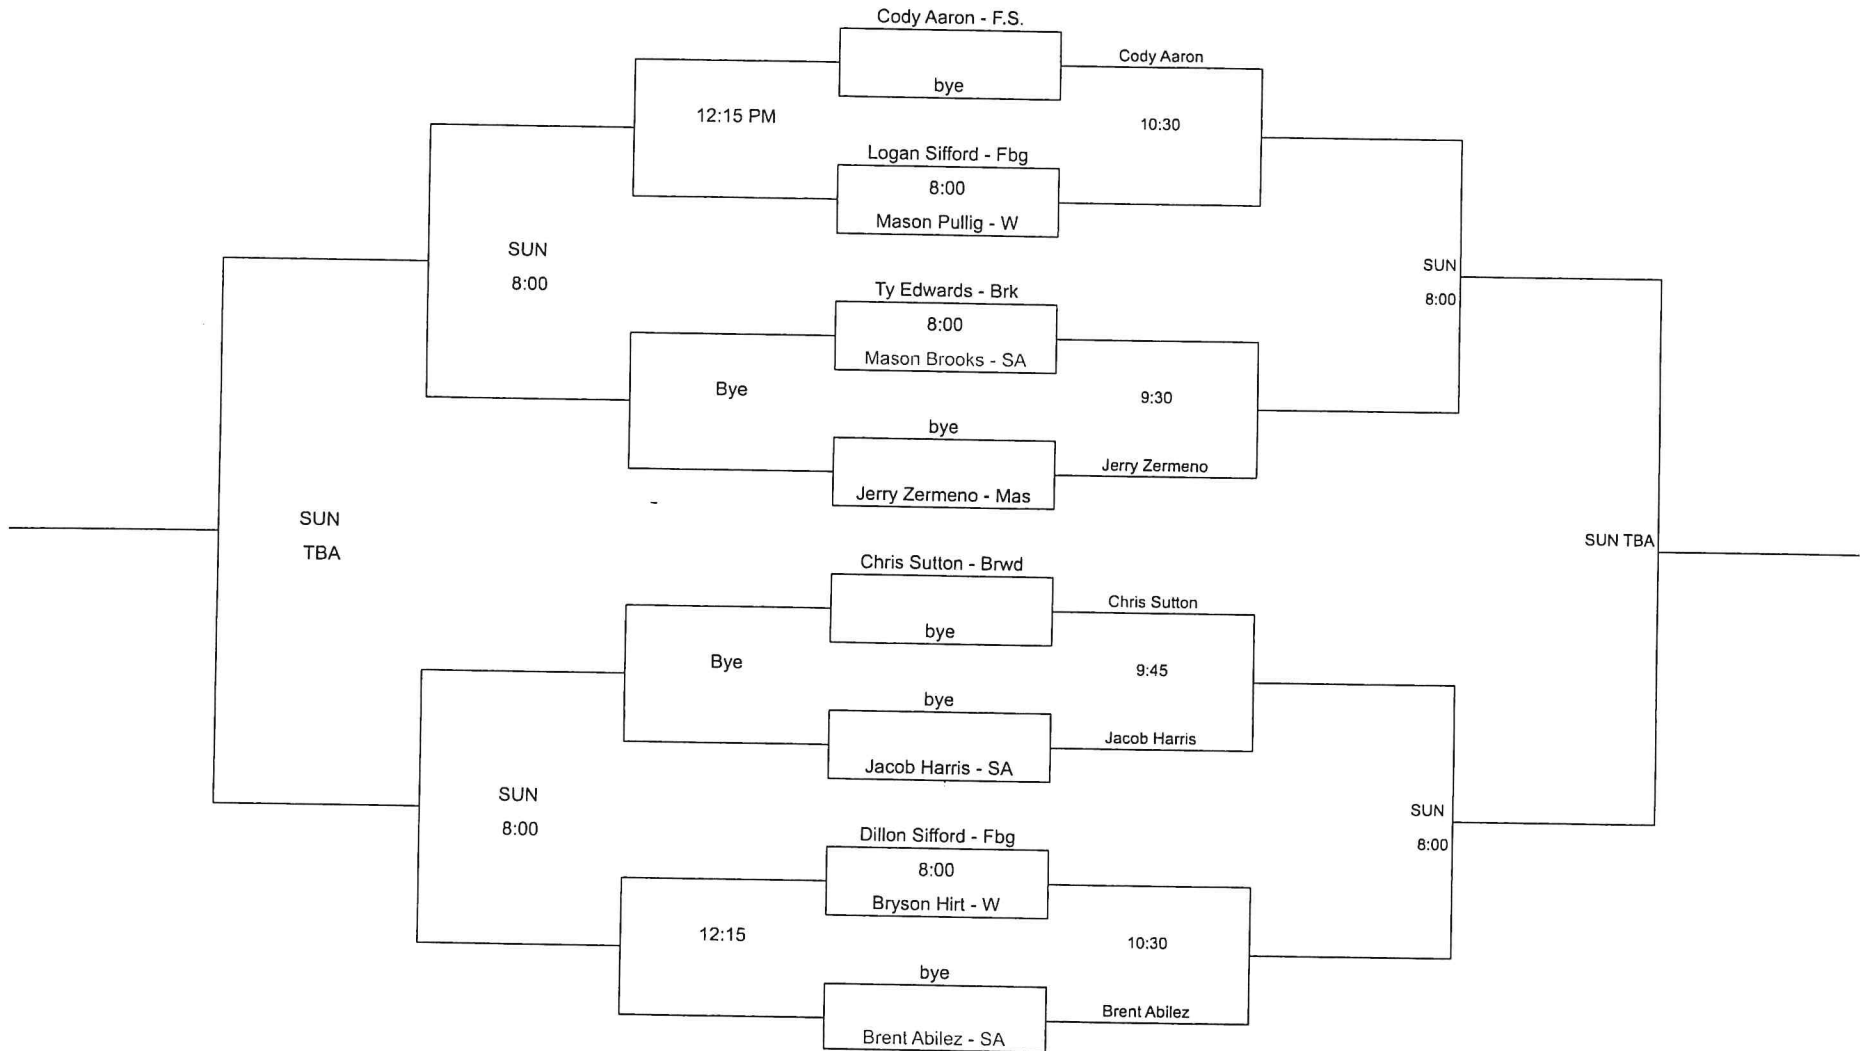 Cody Aaron - F.S.
bye
Cody Aaron
12:15 PM
10:30
Logan Sifford - Fbg
8:00
Mason Pullig - W
SUN
8:00
SUN
8:00
Ty Edwards - Brk
8:00
Mason Brooks - SA
Bye
9:30
bye
Jerry Zermeno
Jerry Zermeno - Mas
SUN
TBA
SUN TBA
Chris Sutton - Brwd
bye
Chris Sutton
Bye
9:45
bye
Jacob Harris
Jacob Harris - SA
SUN
8:00
SUN
8:00
Dillon Sifford - Fbg
8:00
Bryson Hirt - W
12:15
10:30
bye
Brent Abilez
Brent Abilez - SA